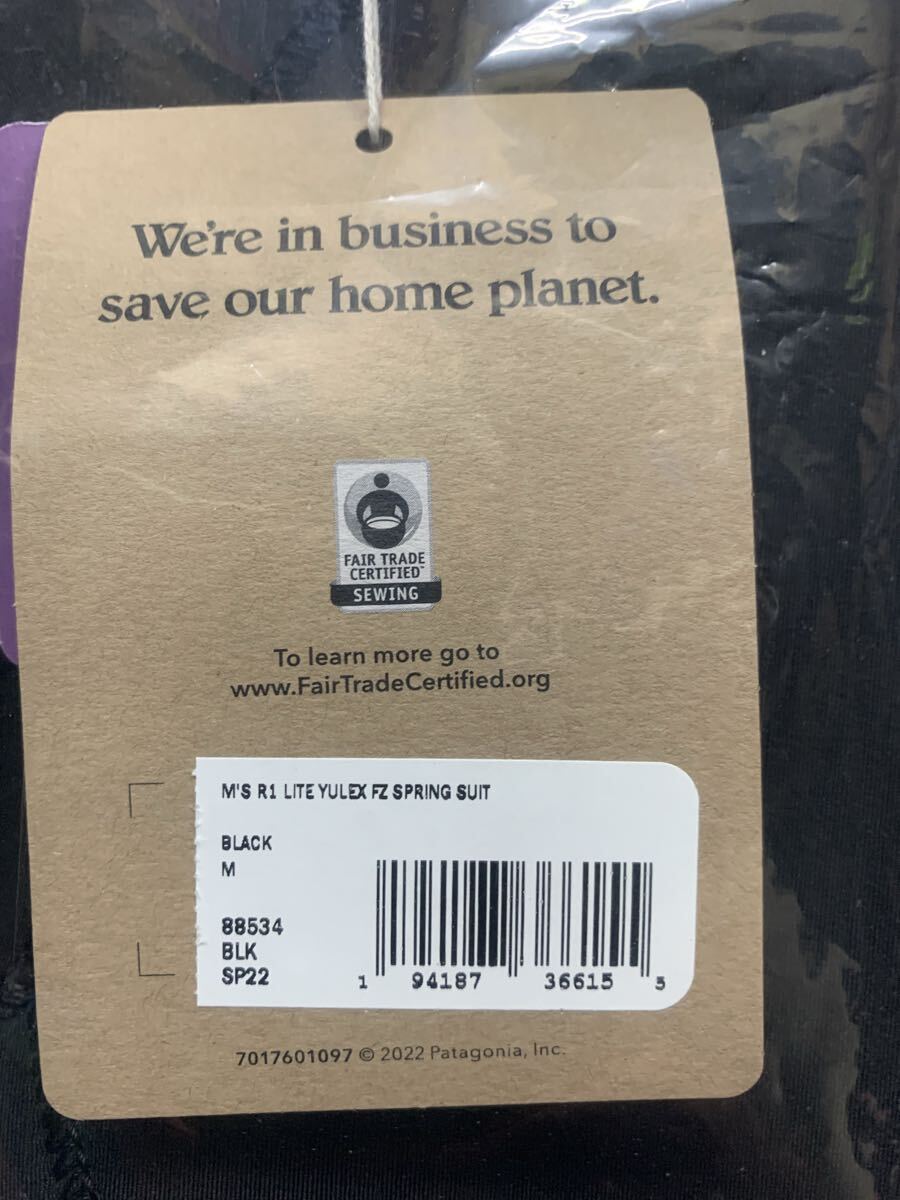 We're in business to
save our home planet.
FAIR TRADE
CERTIFIED™
SEWING
To learn more go to
www.FairTradeCertified.org
M'S R1 LITE YULEX FZ SPRING SUIT
BLACK
M
88534
BLK
SP22
1 94187 36615 5
7017601097 © 2022 Patagonia, Inc.